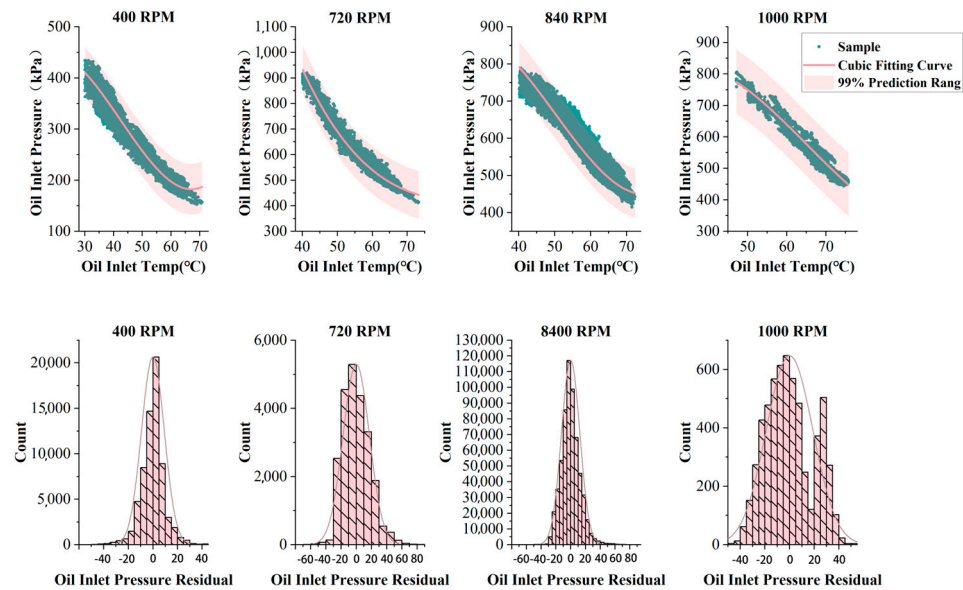 400 RPM
720 RPM
840 RPM
1000 RPM
Oil Inlet Pressure（kPa）
500
400
300
200
100
30 40 50 60 70
Oil Inlet Temp(℃)
Oil Inlet Pressure（kPa）
1,100
1,000
900
800
700
600
500
400
300
40 50 60 70
Oil Inlet Temp(℃)
Oil Inlet Pressure（kPa）
900
800
700
600
500
400
40 50 60 70
Oil Inlet Temp(℃)
Oil Inlet Pressure（kPa）
900
750
600
450
300
50 60 70
Oil Inlet Temp(℃)
Sample
Cubic Fitting Curve
99% Prediction Rang
400 RPM
720 RPM
8400 RPM
1000 RPM
Count
20,000
15,000
10,000
5,000
0
-40 -20 0 20 40
Oil Inlet Pressure Residual
Count
6,000
4,000
2,000
0
-60 -40 -20 0 20 40 60 80
Oil Inlet Pressure Residual
Count
130,000
120,000
110,000
100,000
90,000
80,000
70,000
60,000
50,000
40,000
30,000
20,000
10,000
0
-60 -40 -20 0 20 40 60 80
Oil Inlet Pressure Residual
Count
600
400
200
0
-40 -20 0 20 40
Oil Inlet Pressure Residual